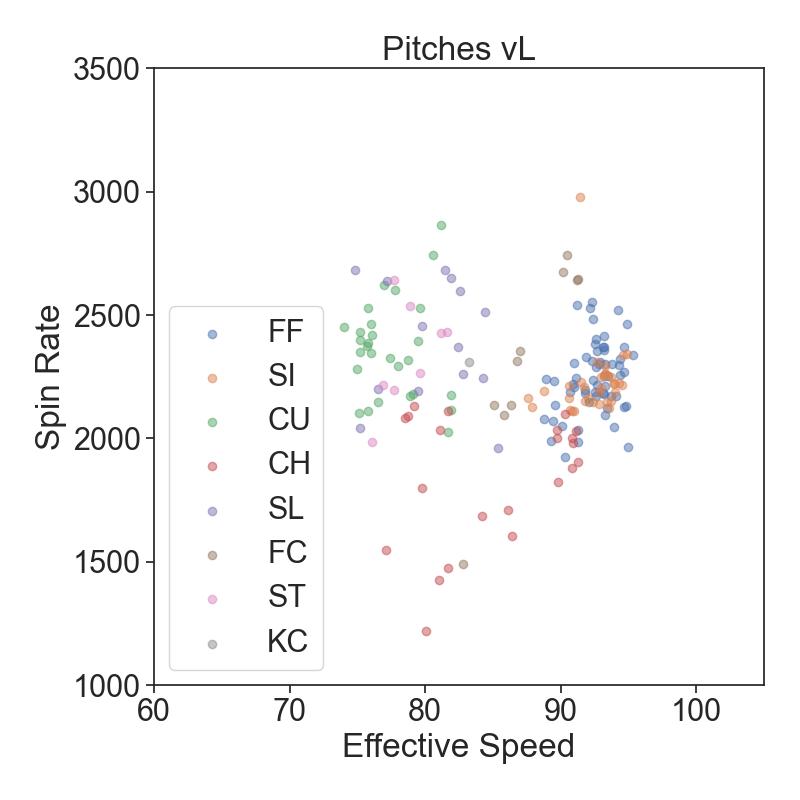 Pitches vL
3500
3000
2500
2000
1500
1000
Spin Rate
FF
SI
CU
CH
SL
FC
ST
KC
60
70
80
90
100
Effective Speed